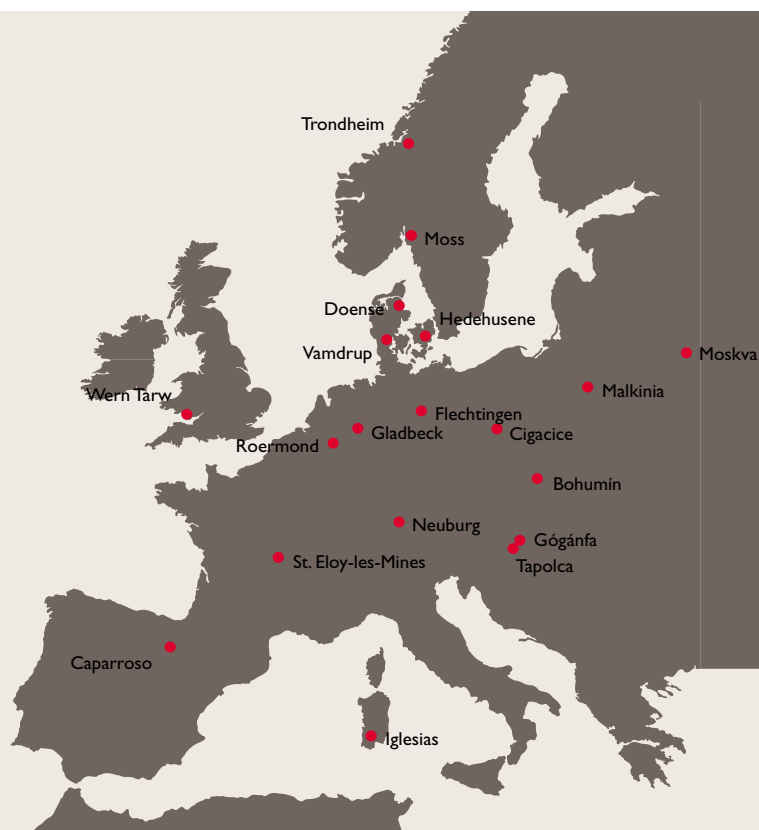 Trondheim
Moss
Doense
Hedehusene
Vamdrup
Moskva
Malkinia
Wern Tarw
Flechtingen
Gladbeck
Cigacice
Roermond
Bohumín
Neuburg
Gógánfa
St. Eloy-les-Mines
Tapolca
Caparroso
Iglesias